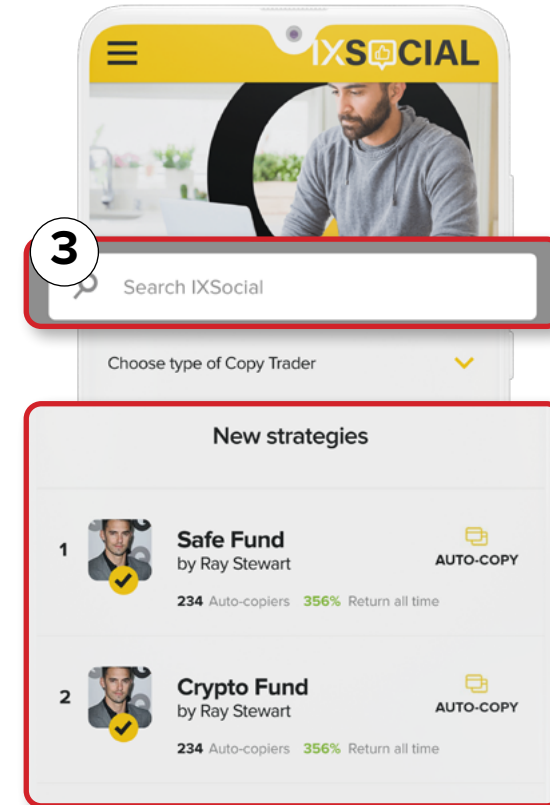 IXSOCIAL
3
Search IXSocial
Choose type of Copy Trader
New strategies
1
Safe Fund
by Ray Stewart
AUTO-COPY
234 Auto-copiers 356% Return all time
2
Crypto Fund
by Ray Stewart
AUTO-COPY
234 Auto-copiers 356% Return all time